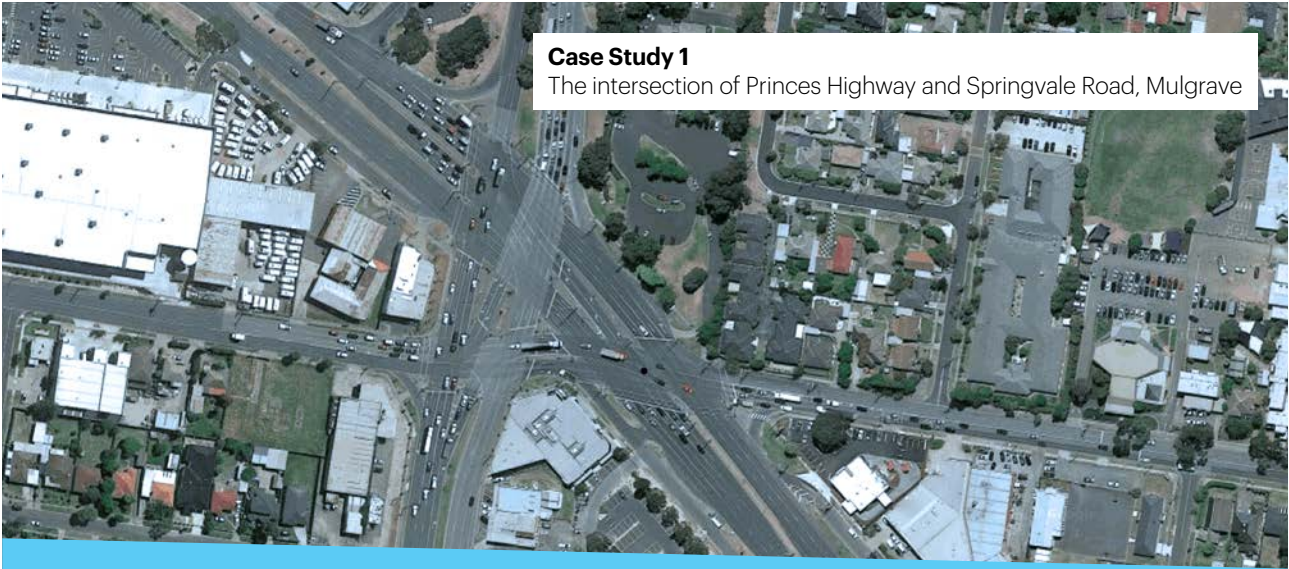 Case Study 1
The intersection of Princes Highway and Springvale Road, Mulgrave